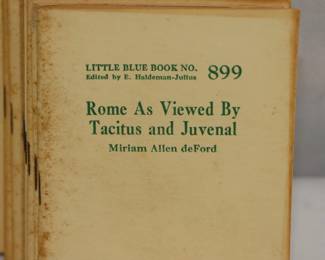 LITTLE BLUE BOOK NO. 899
Edited by E. Haldeman-Julius
Rome As Viewed By
Tacitus and Juvenal
Miriam Allen deFord